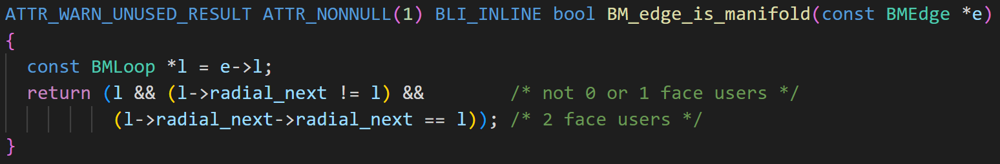 ATTR_WARN_UNUSED_RESULT ATTR_NONNULL(1) BLI_INLINE bool BM_edge_is_manifold(const BMEdge *e)
{
  const BMLoop *l = e->l;
  return (l && (l->radial_next != l) &&        /* not 0 or 1 face users */
          (l->radial_next->radial_next == l)); /* 2 face users */
}